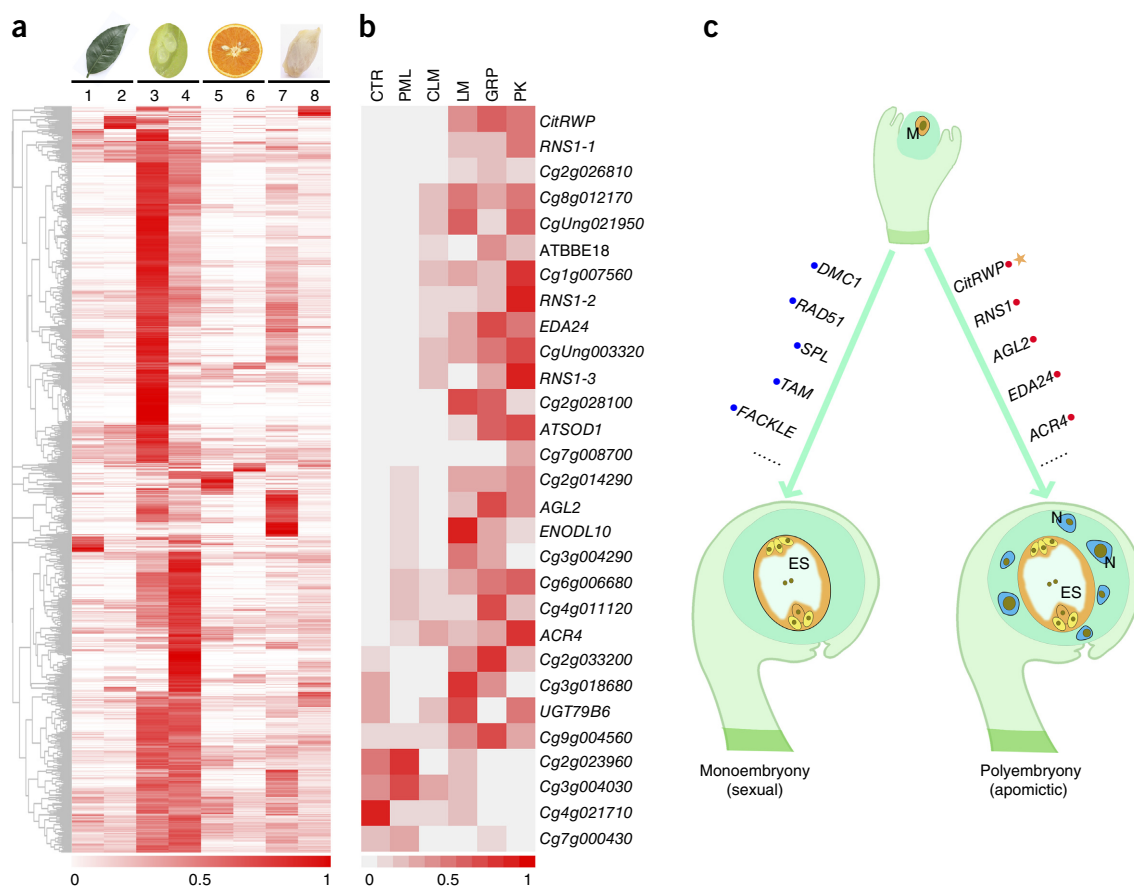 a
1 2 3 4 5 6 7 8
0 0.5 1
b
CTR PML CLM LM GRP PK
CitRWP
RNS1-1
Cg2g026810
Cg8g012170
CgUng021950
ATBBE18
Cg1g007560
RNS1-2
EDA24
CgUng003320
RNS1-3
Cg2g028100
ATSOD1
Cg7g008700
Cg2g014290
AGL2
ENODL10
Cg3g004290
Cg6g006680
Cg4g011120
ACR4
Cg2g033200
Cg3g018680
UGT79B6
Cg9g004560
Cg2g023960
Cg3g004030
Cg4g021710
Cg7g000430
0 0.5 1
c
M
DMC1
RAD51
SPL
TAM
FACKLE
......
CitRWP
RNS1
AGL2
EDA24
ACR4
......
ES
N
N
ES
Monoembryony
(sexual)
Polyembryony
(apomictic)